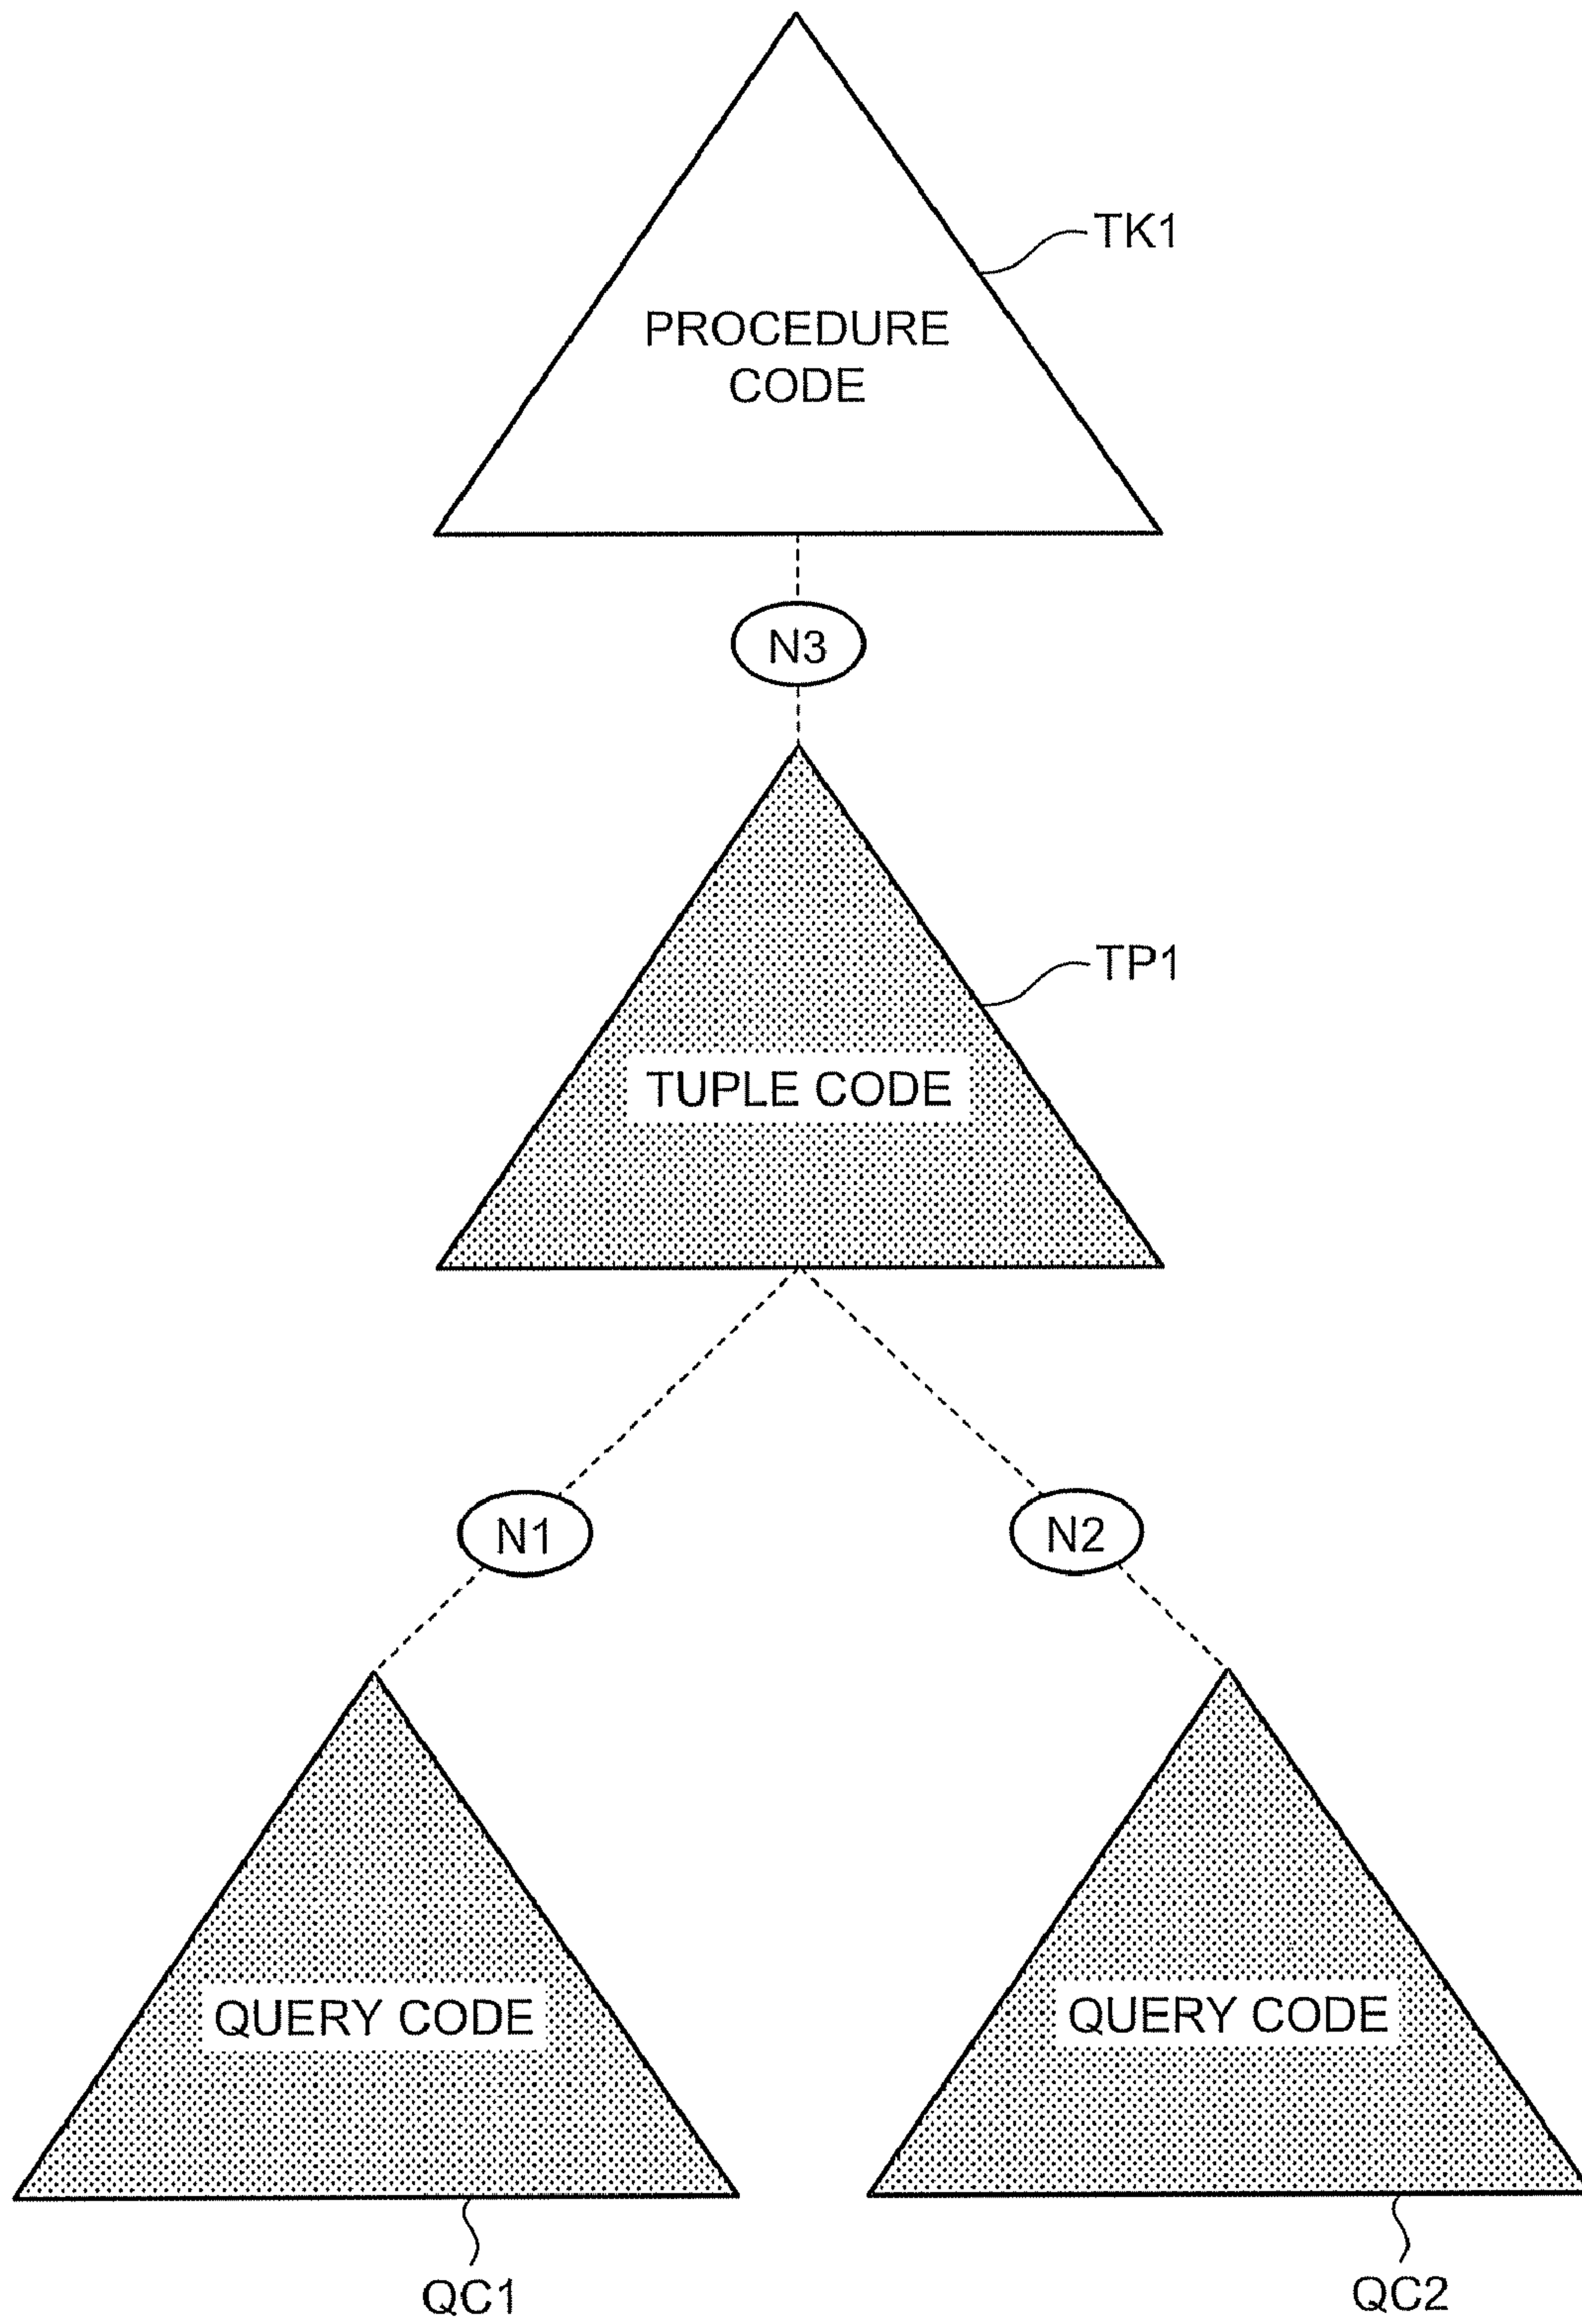 TK1
PROCEDURE
CODE
N3
TP1
TUPLE CODE
N1
N2
QUERY CODE
QUERY CODE
QC1
QC2